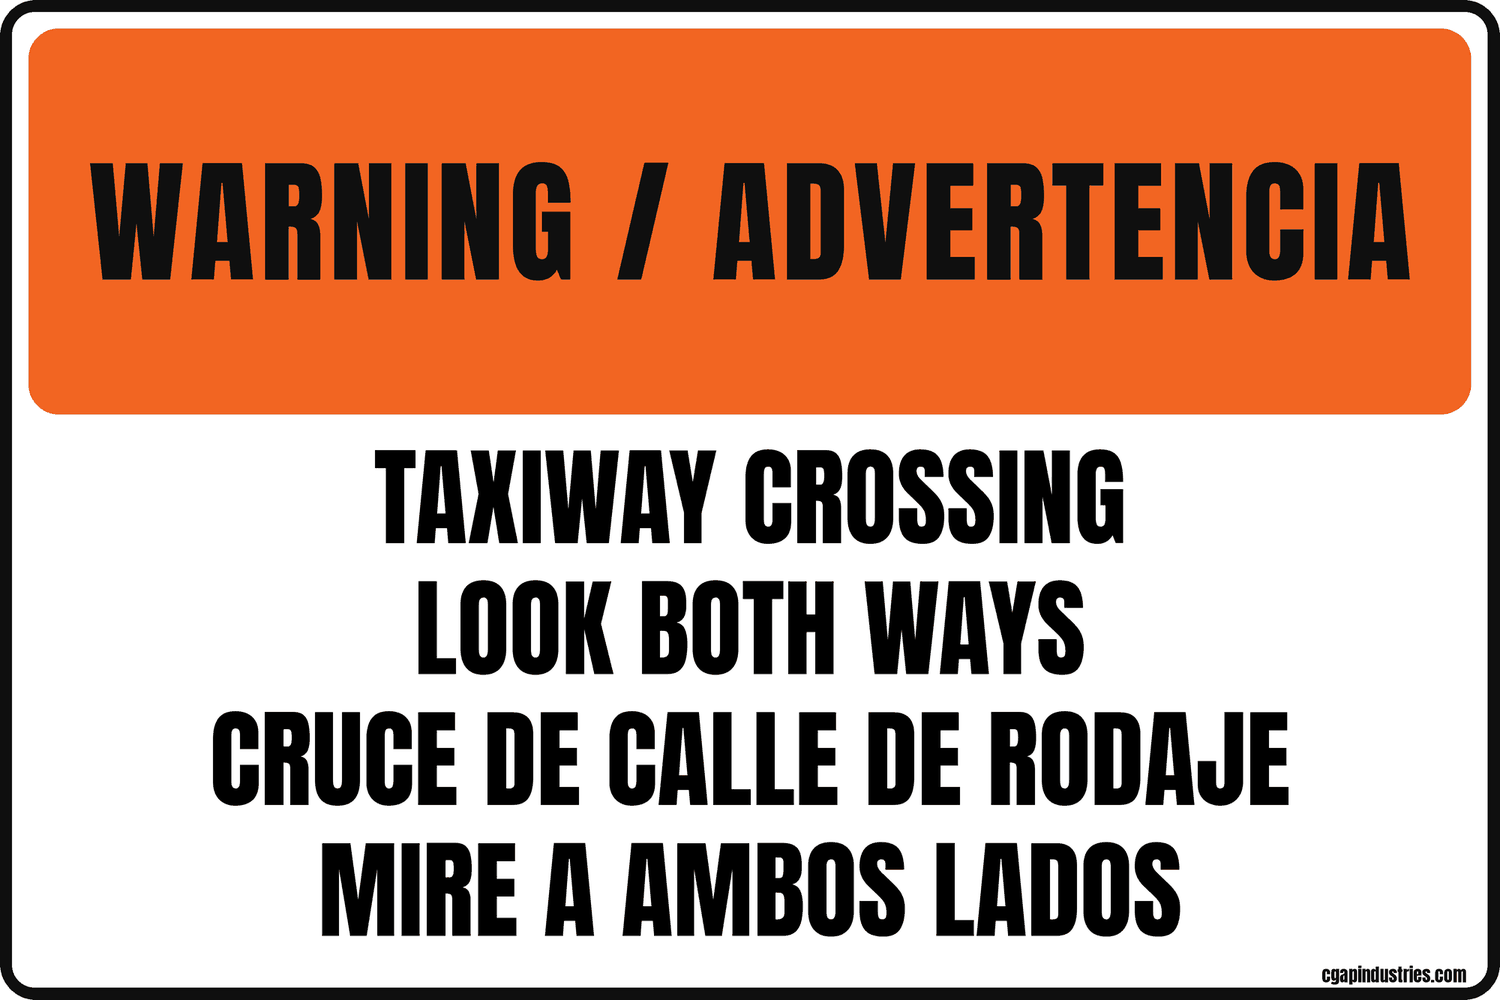 WARNING / ADVERTENCIA
TAXIWAY CROSSING
LOOK BOTH WAYS
CRUCE DE CALLE DE RODAJE
MIRE A AMBOS LADOS
cgapindustries.com